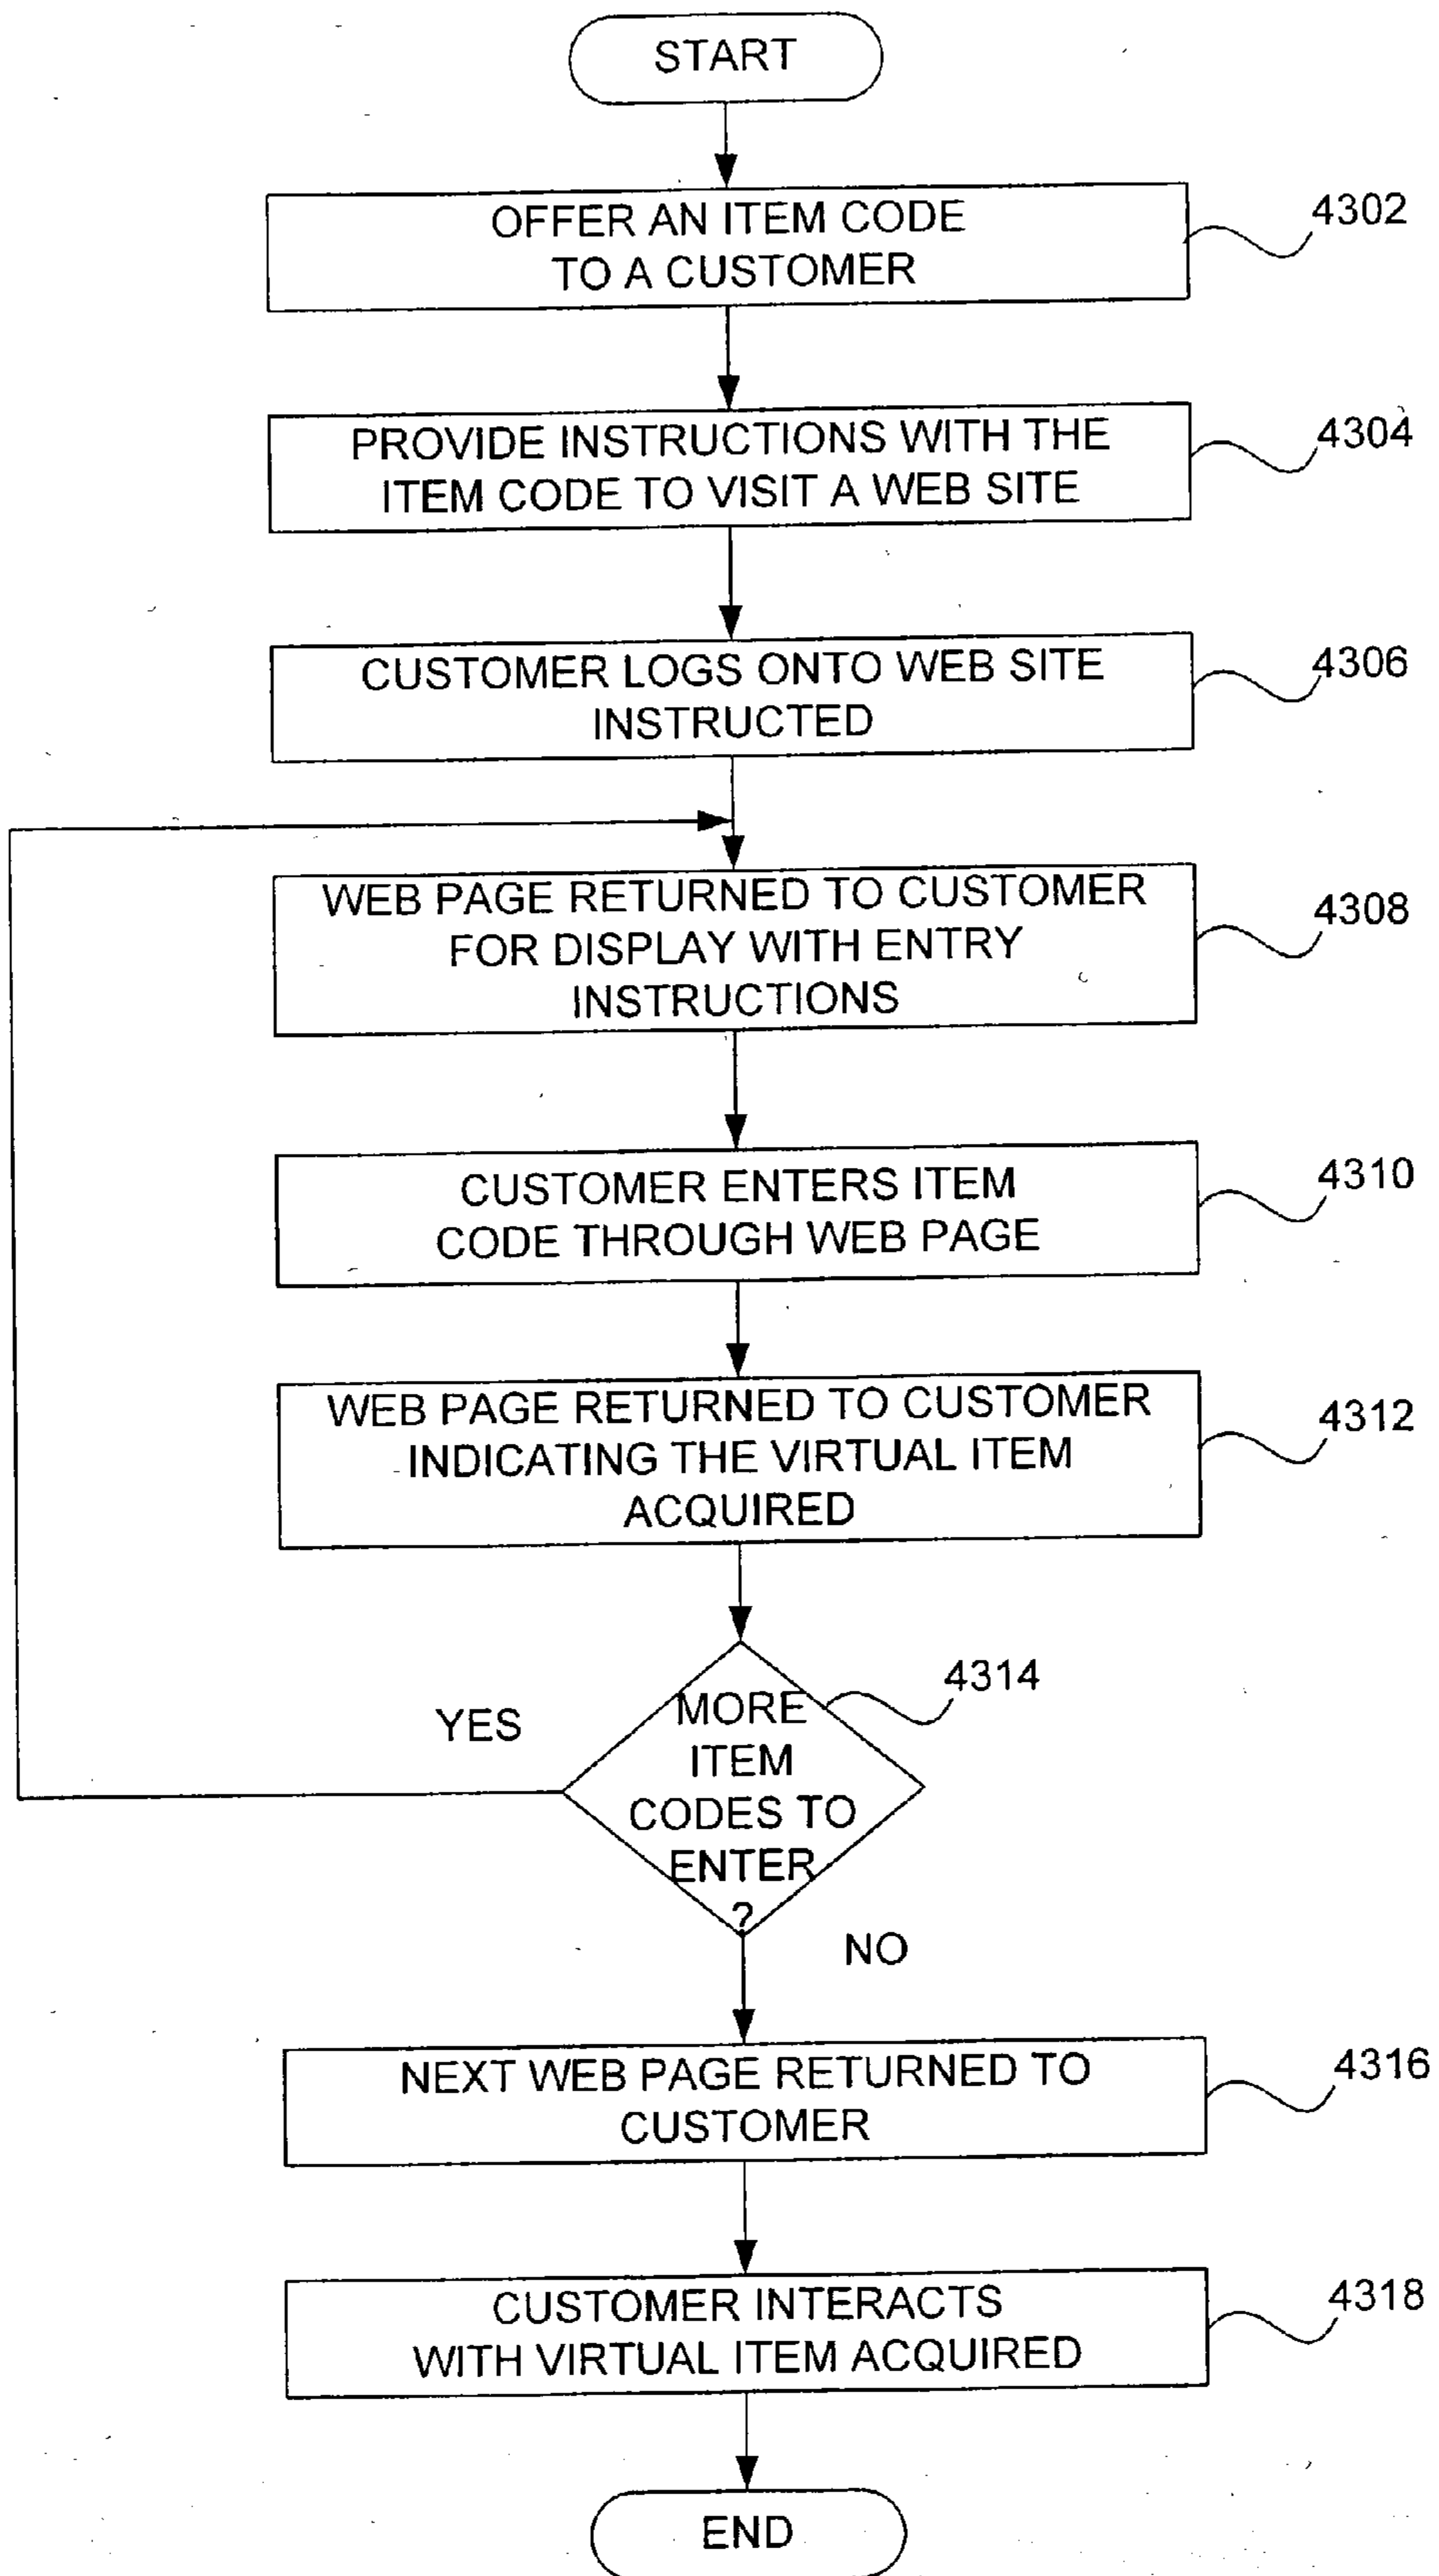 START
OFFER AN ITEM CODE
TO A CUSTOMER
4302
PROVIDE INSTRUCTIONS WITH THE
ITEM CODE TO VISIT A WEB SITE
4304
CUSTOMER LOGS ONTO WEB SITE
INSTRUCTED
4306
WEB PAGE RETURNED TO CUSTOMER
FOR DISPLAY WITH ENTRY
INSTRUCTIONS
4308
CUSTOMER ENTERS ITEM
CODE THROUGH WEB PAGE
4310
WEB PAGE RETURNED TO CUSTOMER
INDICATING THE VIRTUAL ITEM
ACQUIRED
4312
MORE
ITEM
CODES TO
ENTER
?
4314
YES
NO
NEXT WEB PAGE RETURNED TO
CUSTOMER
4316
CUSTOMER INTERACTS
WITH VIRTUAL ITEM ACQUIRED
4318
END